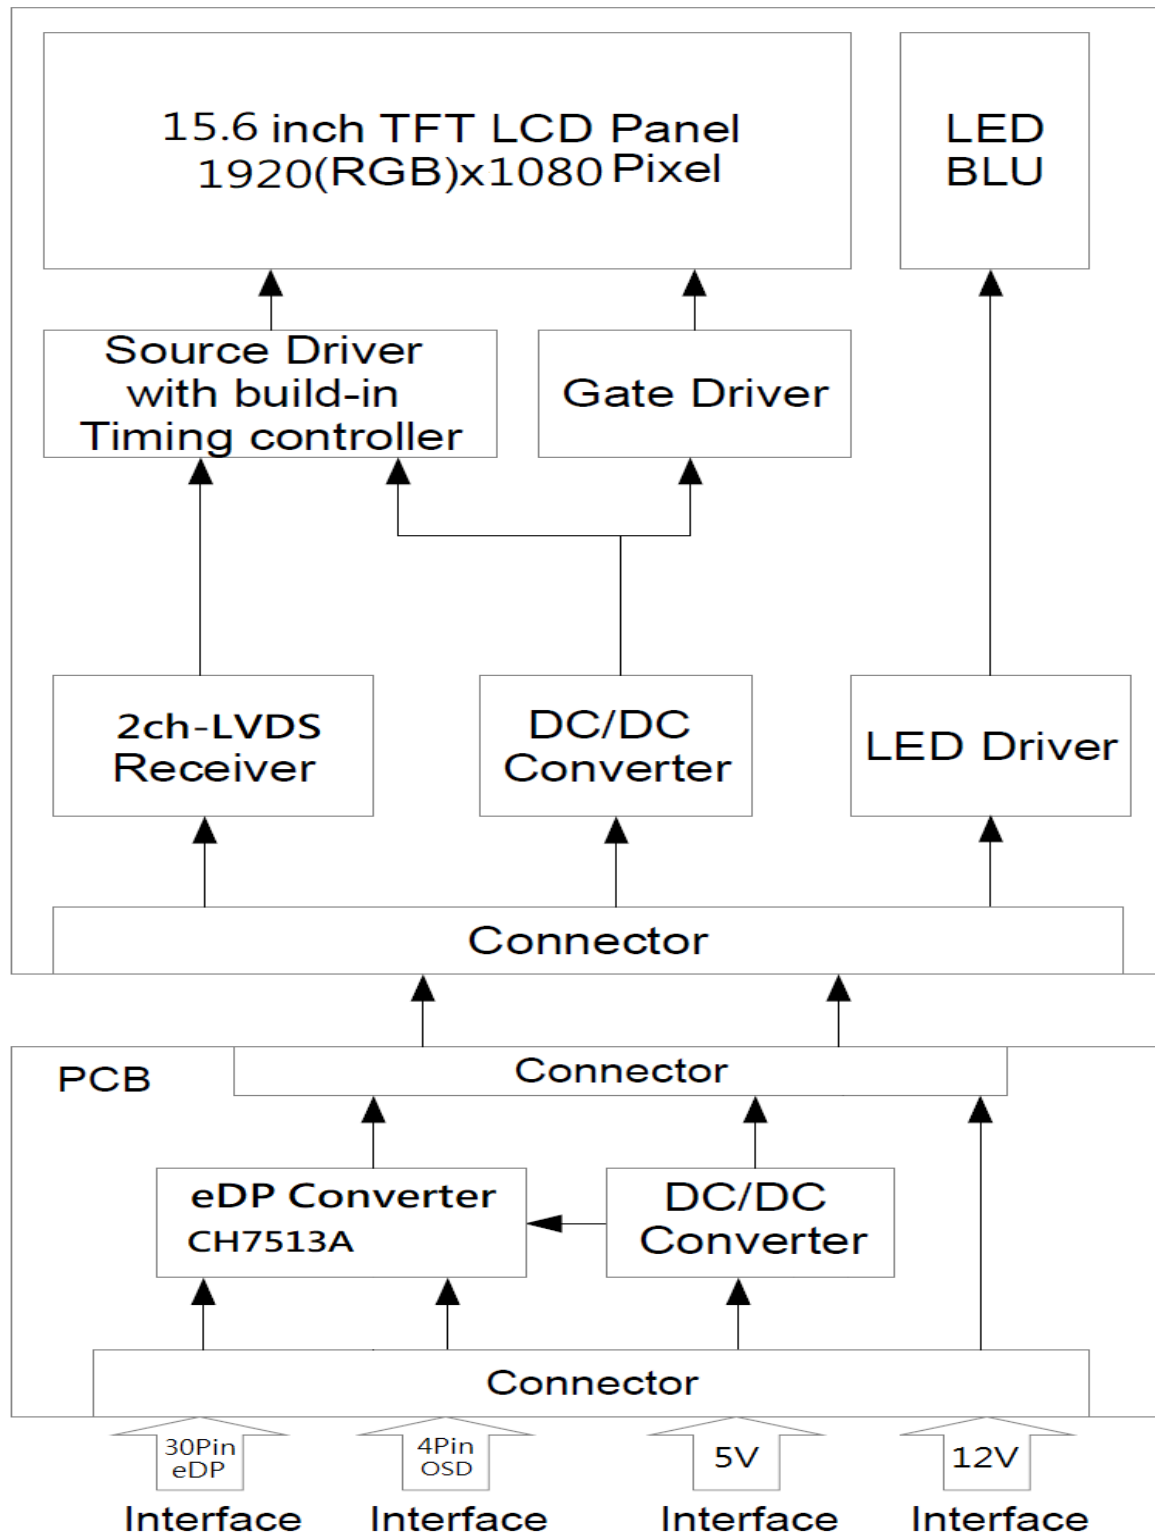 15.6 inch TFT LCD Panel
1920(RGB)x1080 Pixel
LED
BLU
Source Driver
with build-in
Timing controller
Gate Driver
2ch-LVDS
Receiver
DC/DC
Converter
LED Driver
Connector
PCB
Connector
eDP Converter
CH7513A
DC/DC
Converter
Connector
30Pin
eDP
4Pin
OSD
5V
12V
Interface
Interface
Interface
Interface